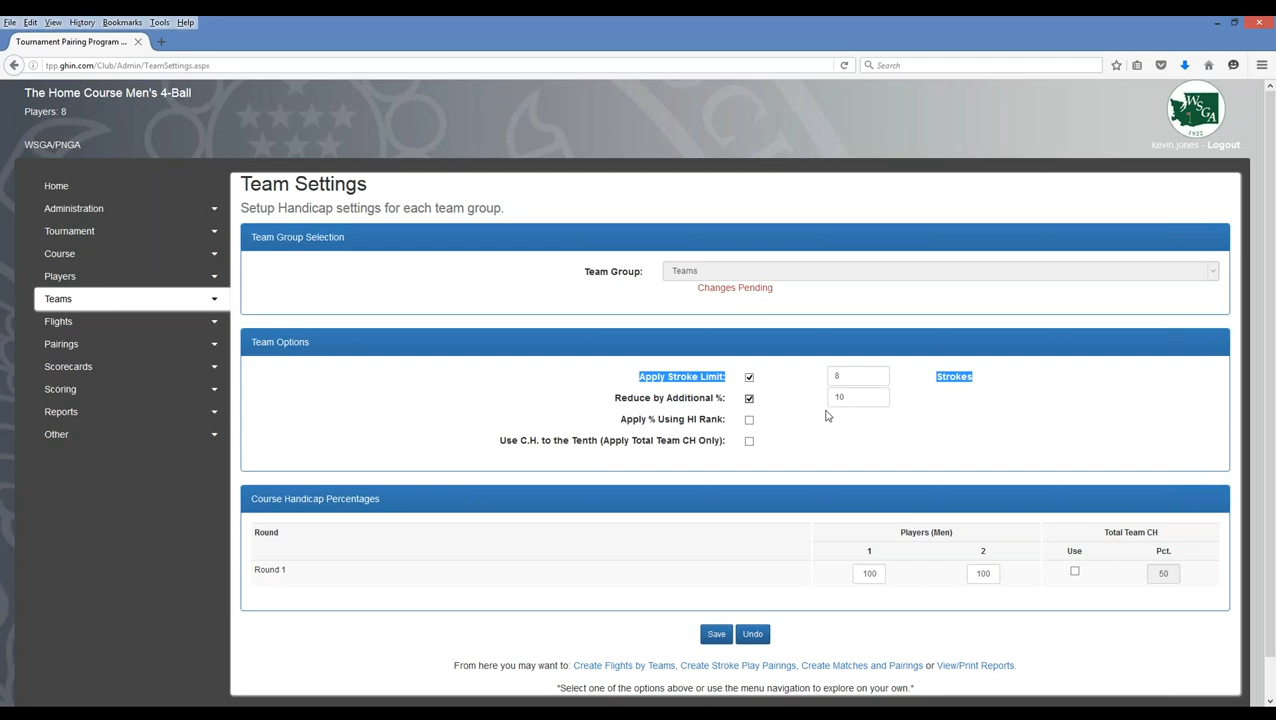 File Edit View History Bookmarks Tools Help
Tournament Pairing Program ...
tpp.ghin.com/Club/Admin/TeamSettings.aspx
Search
The Home Course Men's 4-Ball
Players: 8
WSGA/PNGA
WSGA
1922
kevin jones - Logout
Home
Administration
Tournament
Course
Players
Teams
Flights
Pairings
Scorecards
Scoring
Reports
Other
Team Settings
Setup Handicap settings for each team group.
Team Group Selection
Team Group: Teams
Changes Pending
Team Options
Apply Stroke Limit: 8 Strokes
Reduce by Additional %: 10
Apply % Using HI Rank:
Use C.H. to the Tenth (Apply Total Team CH Only):
Course Handicap Percentages
Round Players (Men) Total Team CH
1 2 Use Pct.
Round 1 100 100 50
Save Undo
From here you may want to: Create Flights by Teams, Create Stroke Play Pairings, Create Matches and Pairings or View/Print Reports.
*Select one of the options above or use the menu navigation to explore on your own.*